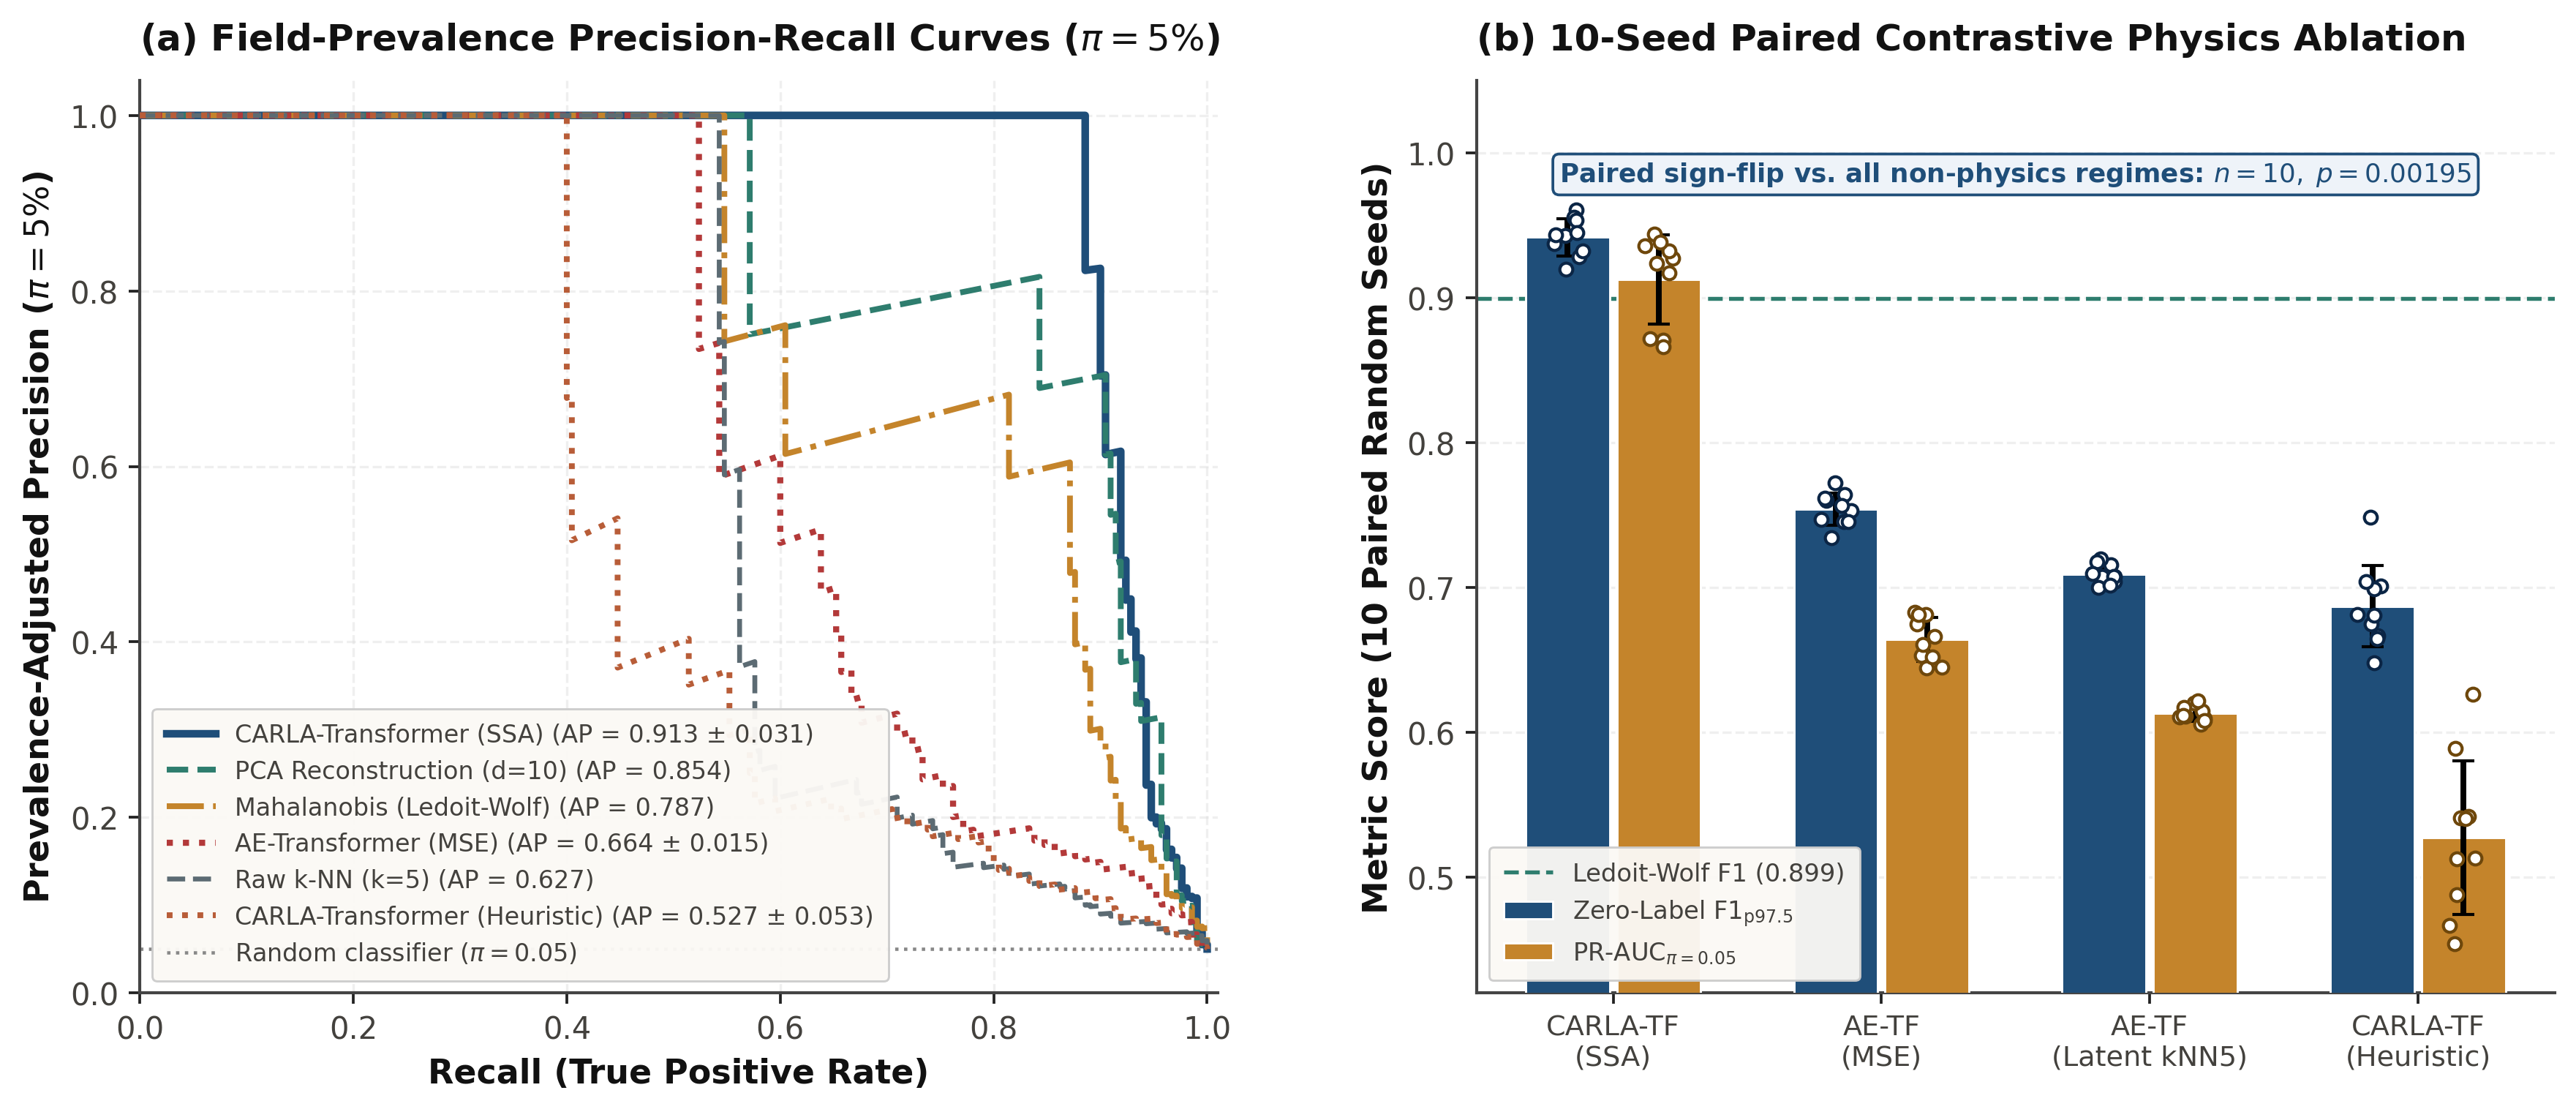 (a) Field-Prevalence Precision-Recall Curves (π = 5%)
Prevalence-Adjusted Precision (π = 5%)
1.0
0.8
0.6
0.4
0.2
0.0
CARLA-Transformer (SSA) (AP = 0.913 ± 0.031)
PCA Reconstruction (d=10) (AP = 0.854)
Mahalanobis (Ledoit-Wolf) (AP = 0.787)
AE-Transformer (MSE) (AP = 0.664 ± 0.015)
Raw k-NN (k=5) (AP = 0.627)
CARLA-Transformer (Heuristic) (AP = 0.527 ± 0.053)
Random classifier (π = 0.05)
0.0 0.2 0.4 0.6 0.8 1.0
Recall (True Positive Rate)
(b) 10-Seed Paired Contrastive Physics Ablation
Metric Score (10 Paired Random Seeds)
1.0
0.9
0.8
0.7
0.6
0.5
Paired sign-flip vs. all non-physics regimes: n = 10, p = 0.00195
Ledoit-Wolf F1 (0.899)
Zero-Label F1p97.5
PR-AUCπ = 0.05
CARLA-TF AE-TF AE-TF CARLA-TF
(SSA) (MSE) (Latent kNN5) (Heuristic)